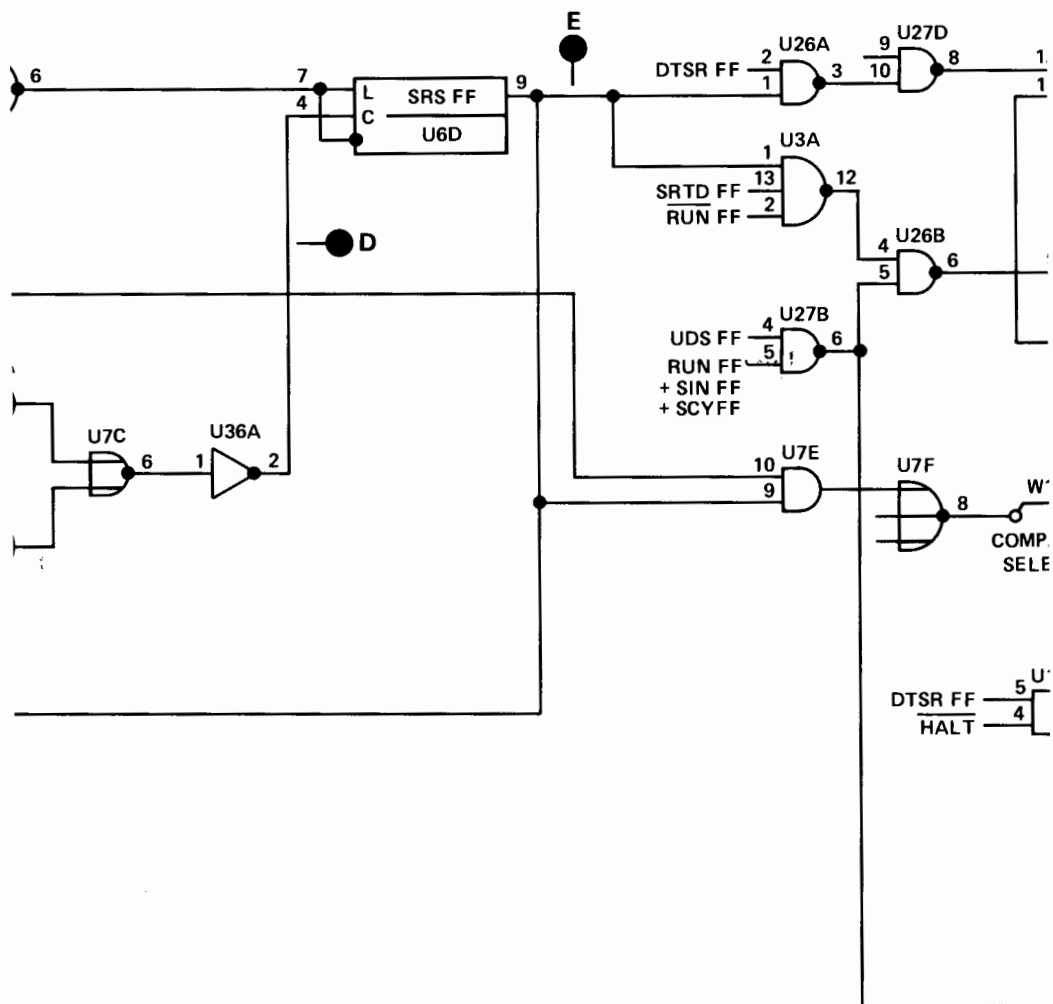 E
U26A
U27D
6
7
9
2
9
8
DTSR FF
3
10
L
SRS FF
1
4
C
U6D
U3A
1
12
SRTD FF
13
RUN FF
2
U26B
D
4
6
5
U27B
UDS FF
4
6
RUN FF
5
+ SIN FF
+ SCYFF
U7C
U36A
6
1
2
U7E
U7F
10
9
8
COMP.
SELE
DTSR FF
5
HALT
4